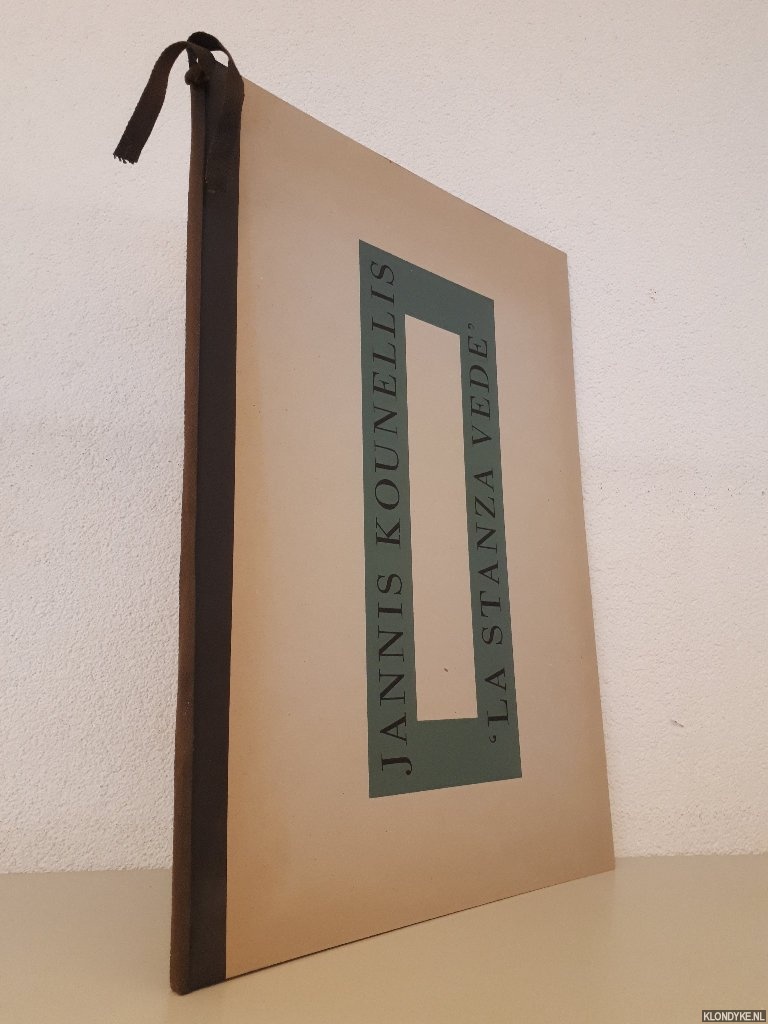 JANNIS KOUNELLIS
‘LA STANZA VEDE’
KLONDYKE.NL